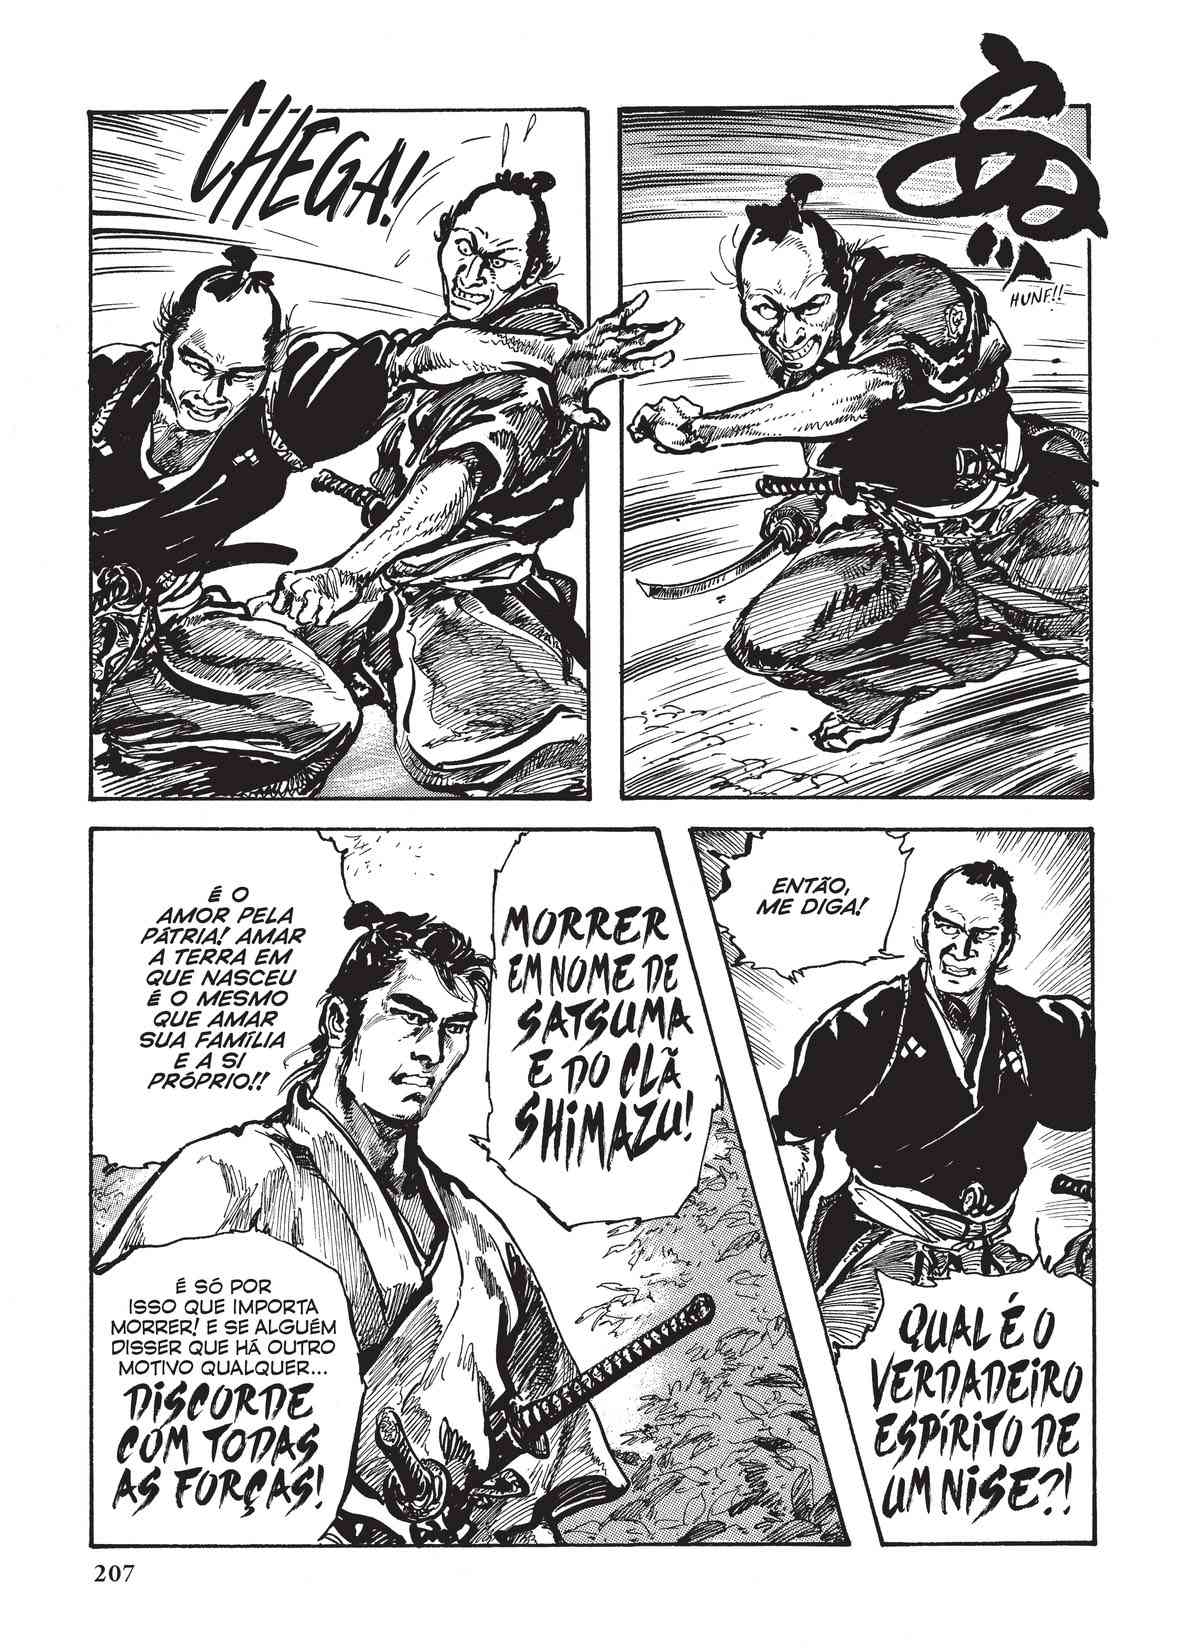 HUNF!!
CHEGA!
ENTÃO,
ME DIGA!
QUAL É O
VERDADEIRO
ESPÍRITO DE
UM NISE?!
MORRER
EM NOME DE
SATSUMA
E DO CLÃ
SHIMAZU!
É O
AMOR PELA
PÁTRIA! AMAR
A TERRA EM
QUE NASCEU
É O MESMO
QUE AMAR
SUA FAMÍLIA
E A SI
PRÓPRIO!!
É SÓ POR
ISSO QUE IMPORTA
MORRER! E SE ALGUÉM
DISSER QUE HÁ OUTRO
MOTIVO QUALQUER...
DISCORDE
COM TODAS
AS FORÇAS!
207